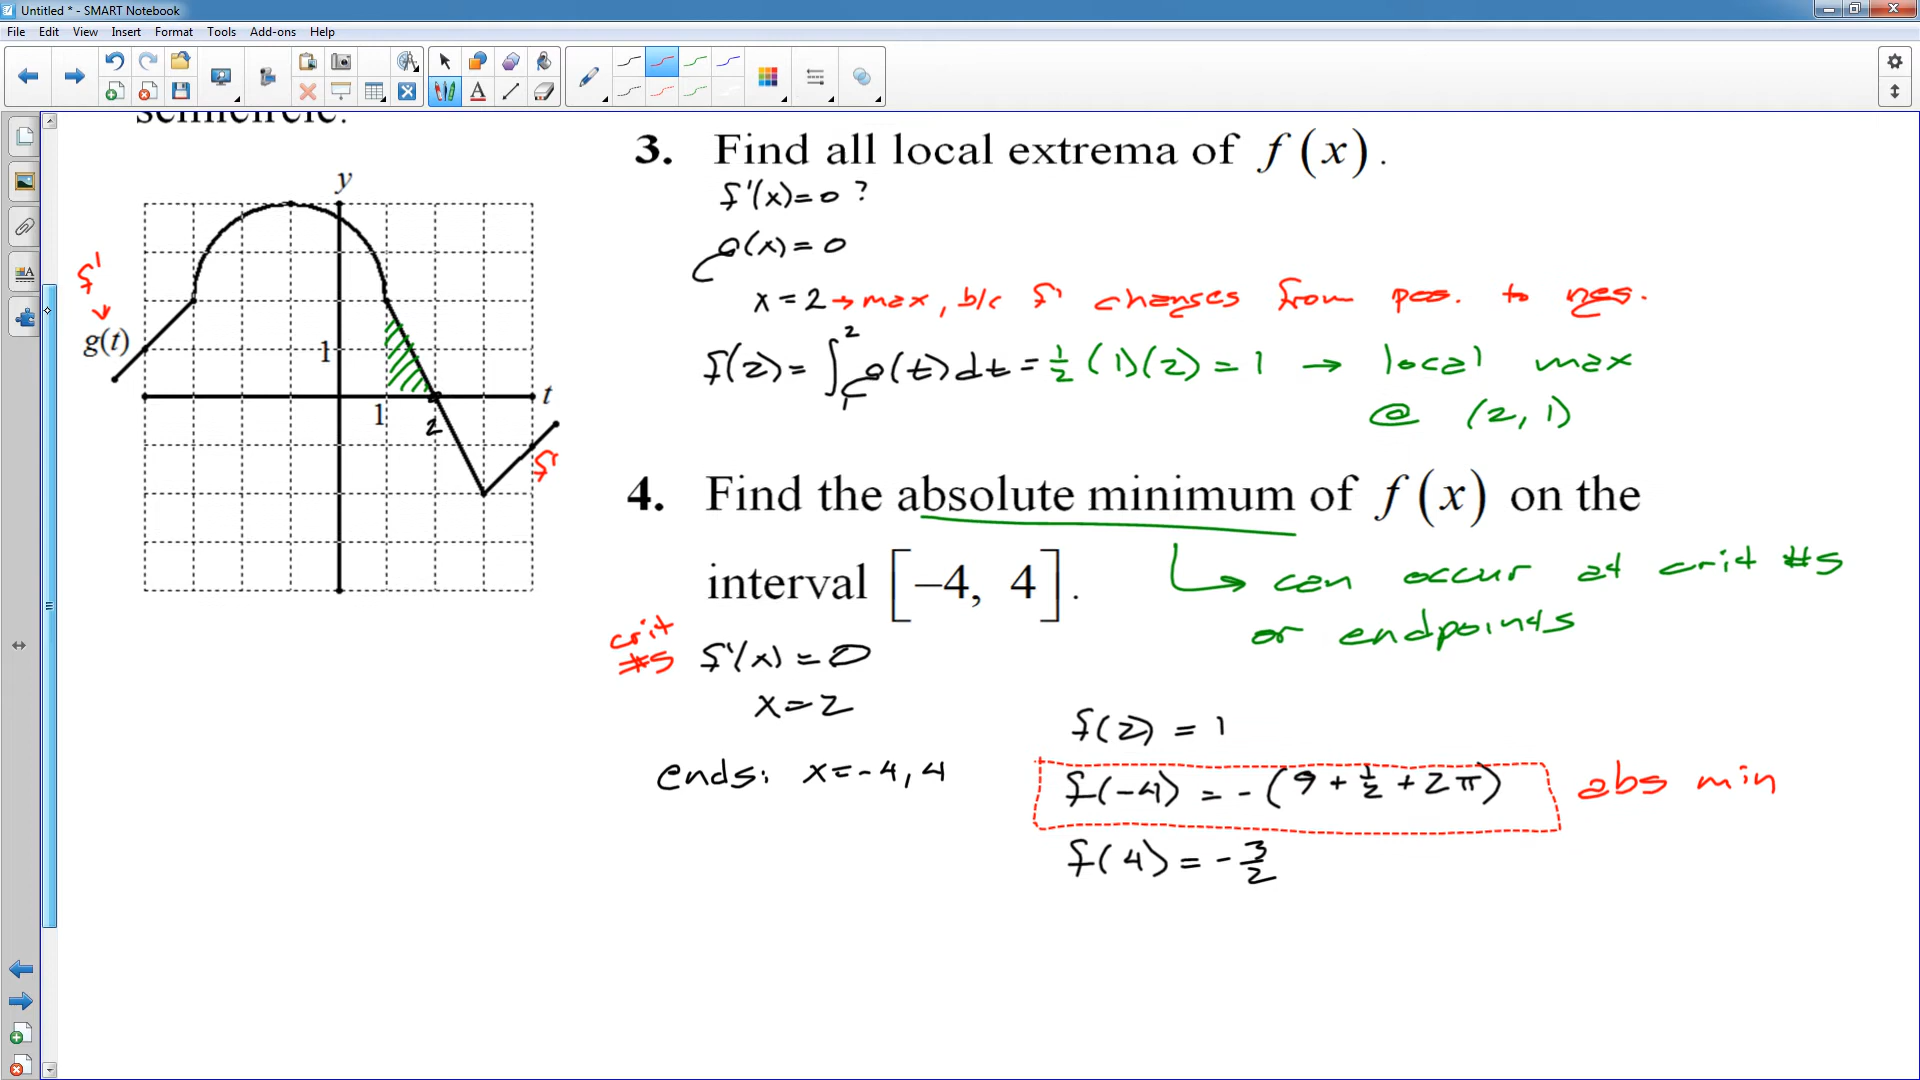 Untitled * - SMART Notebook
File Edit View Insert Format Tools Add-ons Help
semicircle.
y
f'
g(t)
1
1
2
t
f'
3. Find all local extrema of f(x).
f'(x)=0?
g(x)=0
x=2→max, b/c f' changes from pos. to neg.
f(2)=∫₁² g(t)dt=½(1)(2)=1 → local max
@ (2,1)
4. Find the absolute minimum of f(x) on the
interval [−4, 4].
can occur at crit #s
or endpoints
crit
#s
f'(x)=0
x=2
ends: x=-4,4
f(2)=1
f(-4)=-(9+½+2π) abs min
f(4)=-3/2